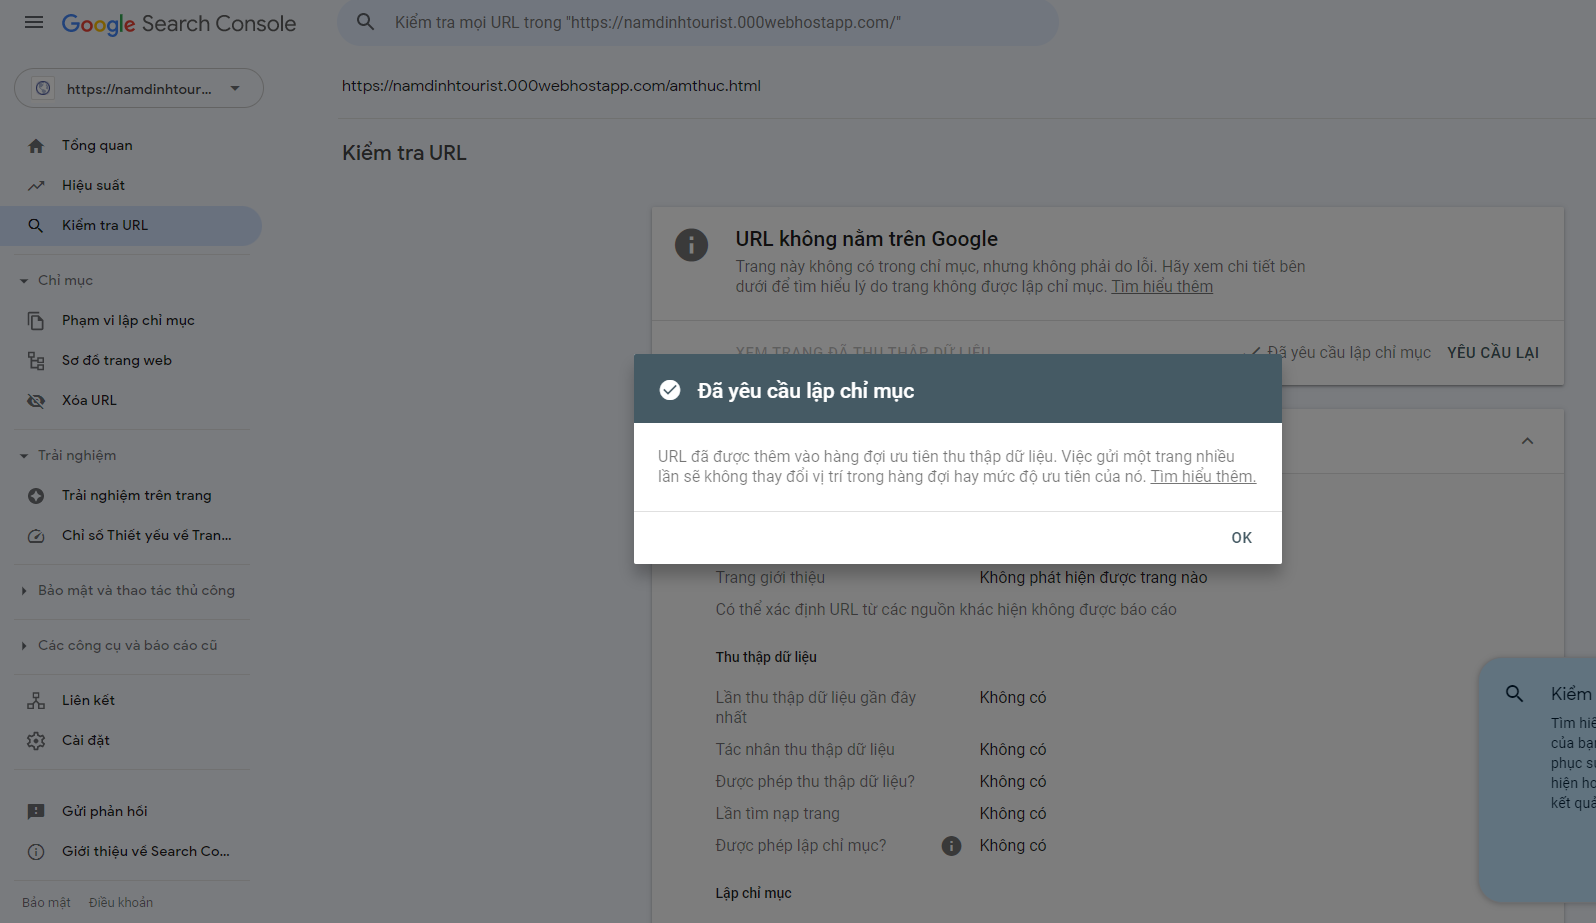 Google Search Console
Kiểm tra mọi URL trong "https://namdinhtourist.000webhostapp.com/"
https://namdinhtour...
https://namdinhtourist.000webhostapp.com/amthuc.html
Tổng quan
Hiệu suất
Kiểm tra URL
Chỉ mục
Phạm vi lập chỉ mục
Sơ đồ trang web
Xóa URL
Trải nghiệm
Trải nghiệm trên trang
Chỉ số Thiết yếu về Tran...
Bảo mật và thao tác thủ công
Các công cụ và báo cáo cũ
Liên kết
Cài đặt
Gửi phản hồi
Giới thiệu về Search Co...
Bảo mật Điều khoản
Kiểm tra URL
URL không nằm trên Google
Trang này không có trong chỉ mục, nhưng không phải do lỗi. Hãy xem chi tiết bên
dưới để tìm hiểu lý do trang không được lập chỉ mục. Tìm hiểu thêm
XEM TRANG ĐÃ THU THẬP DỮ LIỆU
Đã yêu cầu lập chỉ mục YÊU CẦU LẠI
Đã yêu cầu lập chỉ mục
URL đã được thêm vào hàng đợi ưu tiên thu thập dữ liệu. Việc gửi một trang nhiều
lần sẽ không thay đổi vị trí trong hàng đợi hay mức độ ưu tiên của nó. Tìm hiểu thêm.
OK
Trang giới thiệu Không phát hiện được trang nào
Có thể xác định URL từ các nguồn khác hiện không được báo cáo
Thu thập dữ liệu
Lần thu thập dữ liệu gần đây Không có
nhất
Tác nhân thu thập dữ liệu Không có
Được phép thu thập dữ liệu? Không có
Lần tìm nạp trang Không có
Được phép lập chỉ mục? Không có
Lập chỉ mục
Kiểm
Tìm hiể
của bạn
phục sự
hiện ho
kết quả